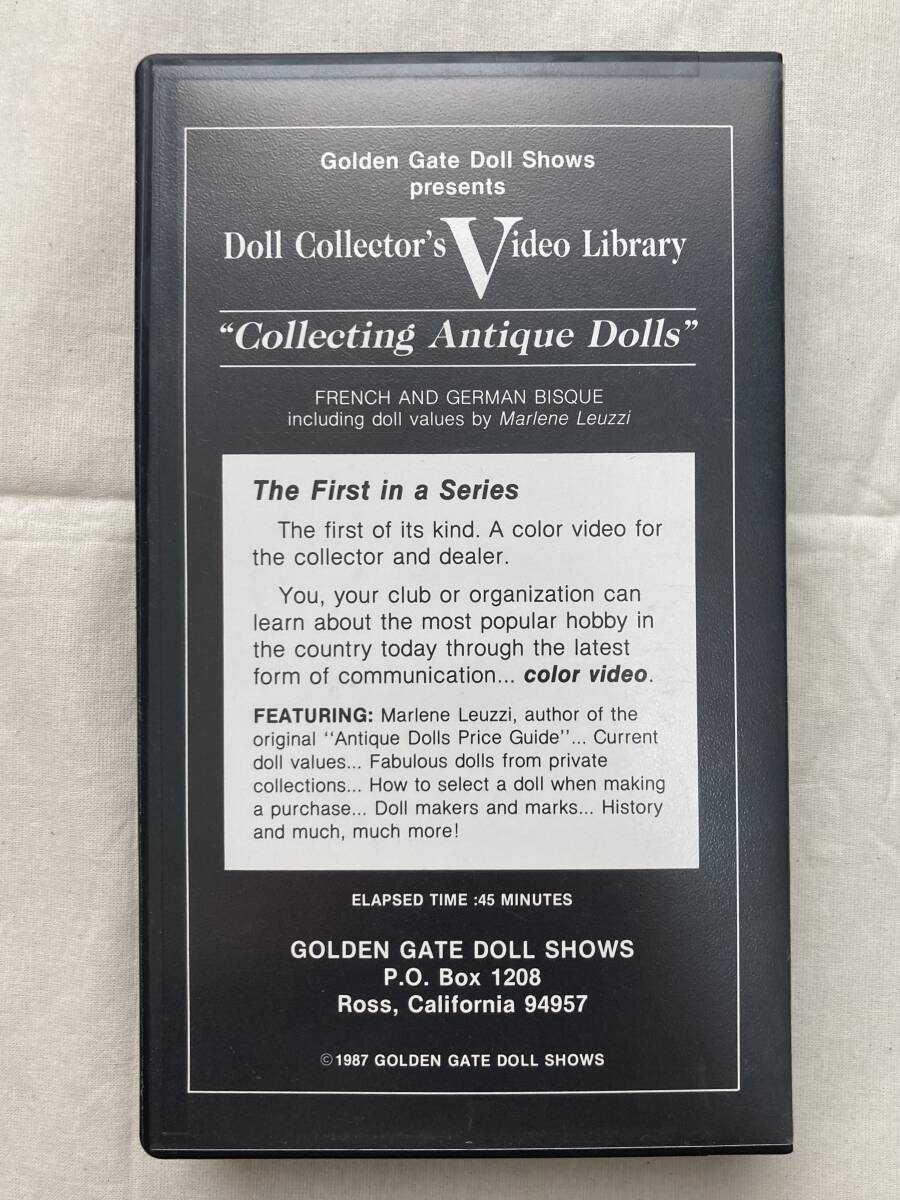 Golden Gate Doll Shows
presents
Doll Collector's Video Library
“Collecting Antique Dolls”
FRENCH AND GERMAN BISQUE
including doll values by Marlene Leuzzi
The First in a Series
The first of its kind. A color video for
the collector and dealer.
You, your club or organization can
learn about the most popular hobby in
the country today through the latest
form of communication... color video.
FEATURING: Marlene Leuzzi, author of the
original ''Antique Dolls Price Guide''... Current
doll values... Fabulous dolls from private
collections... How to select a doll when making
a purchase... Doll makers and marks... History
and much, much more!
ELAPSED TIME :45 MINUTES
GOLDEN GATE DOLL SHOWS
P.O. Box 1208
Ross, California 94957
©1987 GOLDEN GATE DOLL SHOWS